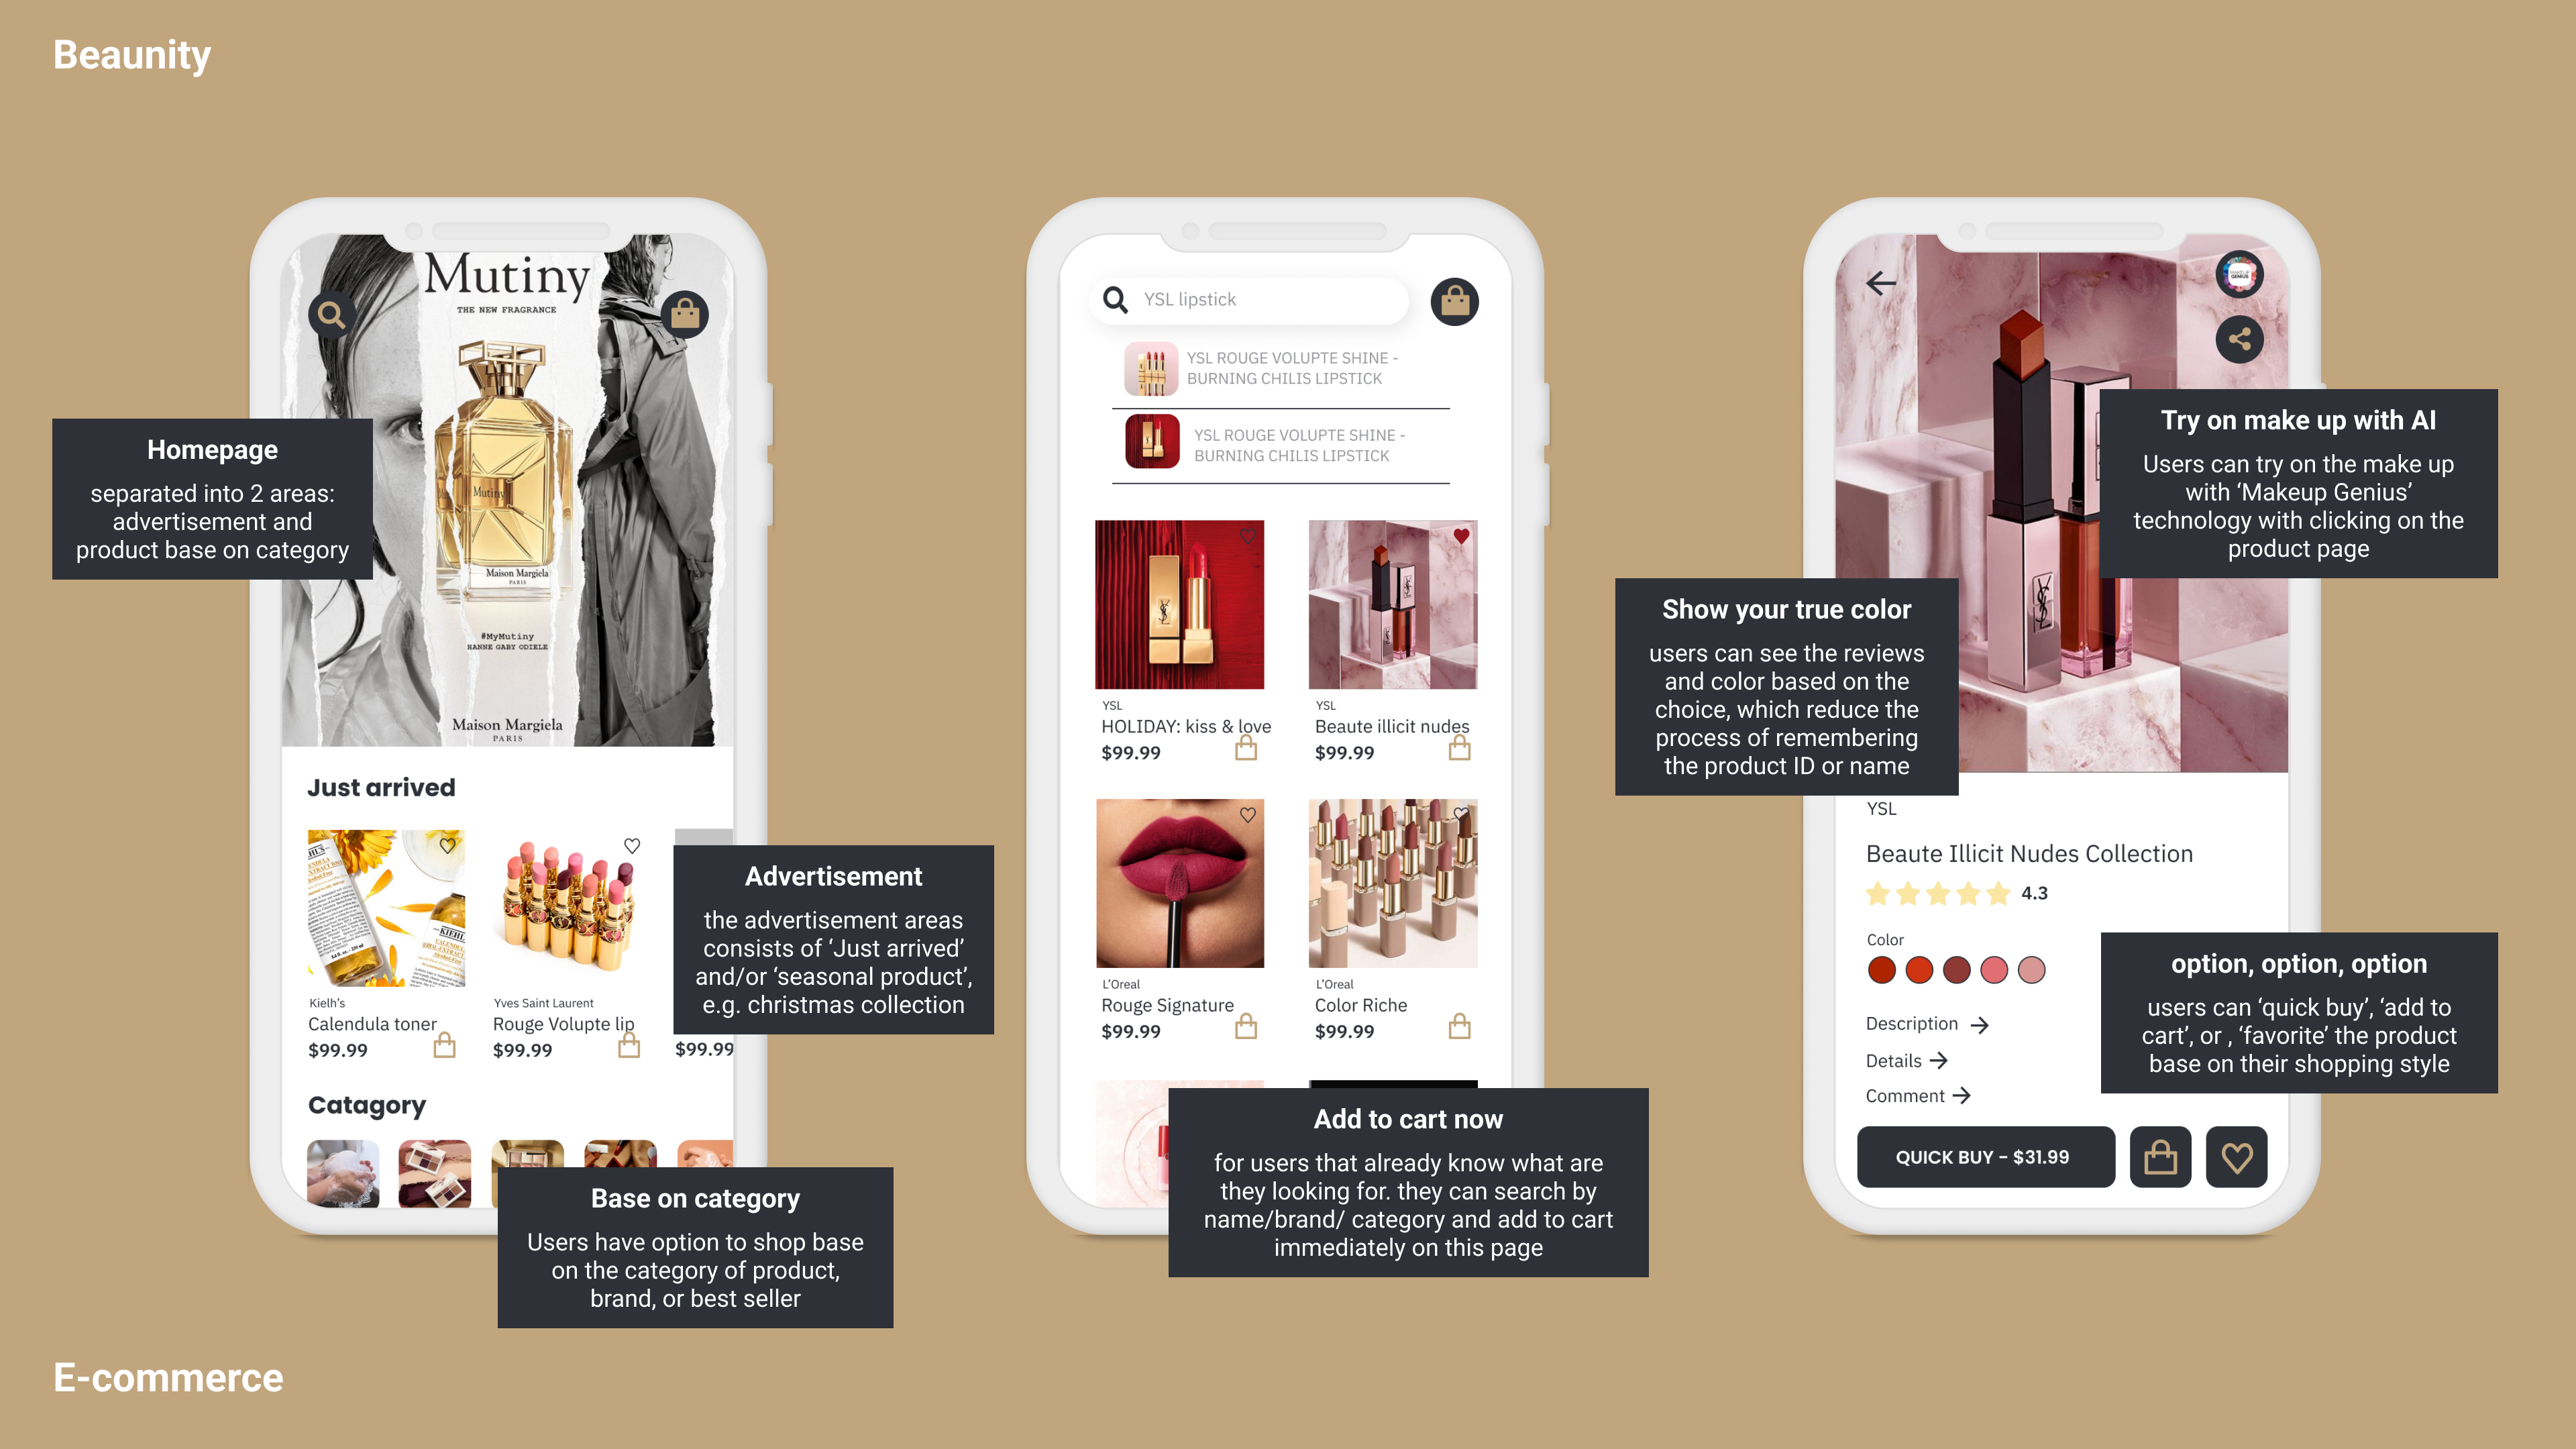 Beaunity
Mutiny
THE NEW FRAGRANCE
Mutiny
Maison Margiela
PARIS
#MyMutiny
HANNE GABY ODIELE
Maison Margiela
PARIS
Homepage
separated into 2 areas:
advertisement and
product base on category
Just arrived
KIEHL
Kielh's
Calendula toner
$99.99
Yves Saint Laurent
Rouge Volupte lip
$99.99
$99.99
Advertisement
the advertisement areas
consists of ‘Just arrived’
and/or ‘seasonal product’,
e.g. christmas collection
Catagory
Base on category
Users have option to shop base
on the category of product,
brand, or best seller
YSL lipstick
YSL ROUGE VOLUPTE SHINE -
BURNING CHILIS LIPSTICK
YSL ROUGE VOLUPTE SHINE -
BURNING CHILIS LIPSTICK
YSL
HOLIDAY: kiss & love
$99.99
YSL
Beaute illicit nudes
$99.99
L'Oreal
Rouge Signature
$99.99
L'Oreal
Color Riche
$99.99
Add to cart now
for users that already know what are
they looking for. they can search by
name/brand/ category and add to cart
immediately on this page
MAKEUP
GENIUS
Try on make up with AI
Users can try on the make up
with ‘Makeup Genius’
technology with clicking on the
product page
Show your true color
users can see the reviews
and color based on the
choice, which reduce the
process of remembering
the product ID or name
YSL
Beaute Illicit Nudes Collection
4.3
Color
Description
Details
Comment
option, option, option
users can ‘quick buy’, ‘add to
cart’, or , ‘favorite’ the product
base on their shopping style
QUICK BUY - $31.99
E-commerce